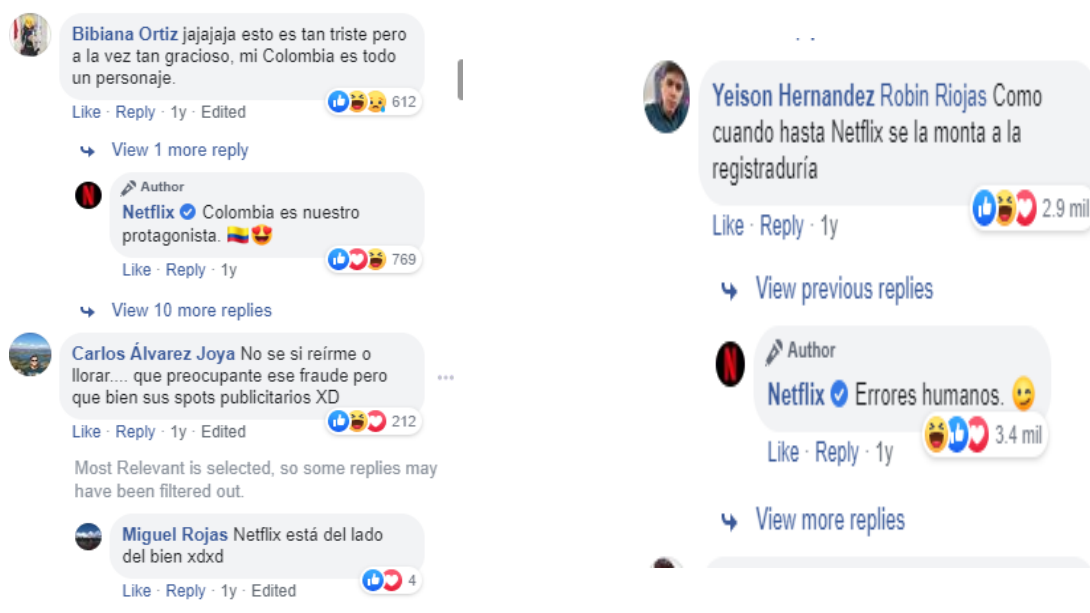 Bibiana Ortiz jajajaja esto es tan triste pero
a la vez tan gracioso, mi Colombia es todo
un personaje.
612
Like · Reply · 1y · Edited
View 1 more reply
Author
Netflix Colombia es nuestro
protagonista. 🇨🇴😍
769
Like · Reply · 1y
View 10 more replies
Carlos Álvarez Joya No se si reírme o
llorar.... que preocupante ese fraude pero
que bien sus spots publicitarios XD
212
Like · Reply · 1y · Edited
Most Relevant is selected, so some replies may
have been filtered out.
Miguel Rojas Netflix está del lado
del bien xdxd
4
Like · Reply · 1y · Edited
Yeison Hernandez Robin Riojas Como
cuando hasta Netflix se la monta a la
registraduría
2.9 mil
Like · Reply · 1y
View previous replies
Author
Netflix Errores humanos. 😉
3.4 mil
Like · Reply · 1y
View more replies